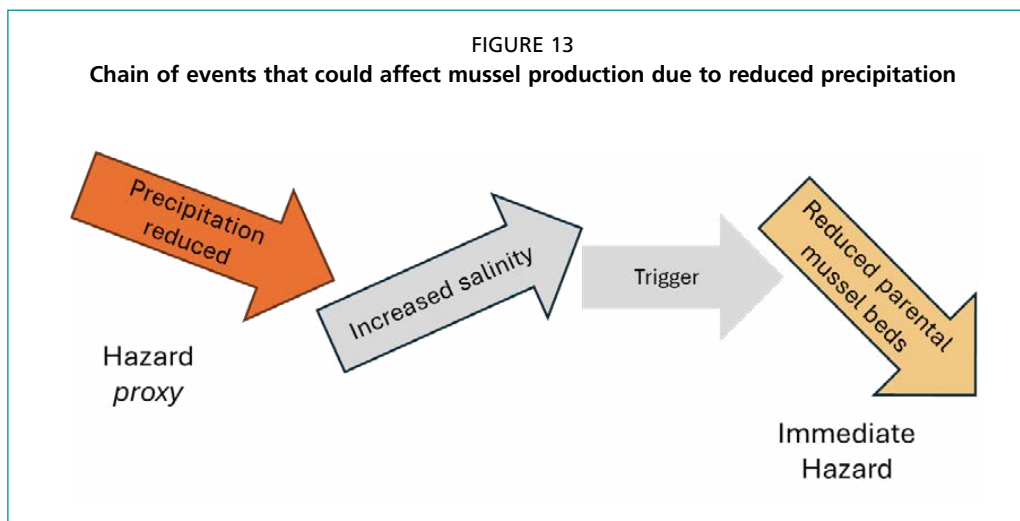 FIGURE 13
Chain of events that could affect mussel production due to reduced precipitation
Precipitation
reduced
Increased salinity
Trigger
Reduced parental
mussel beds
Hazard
proxy
Immediate
Hazard